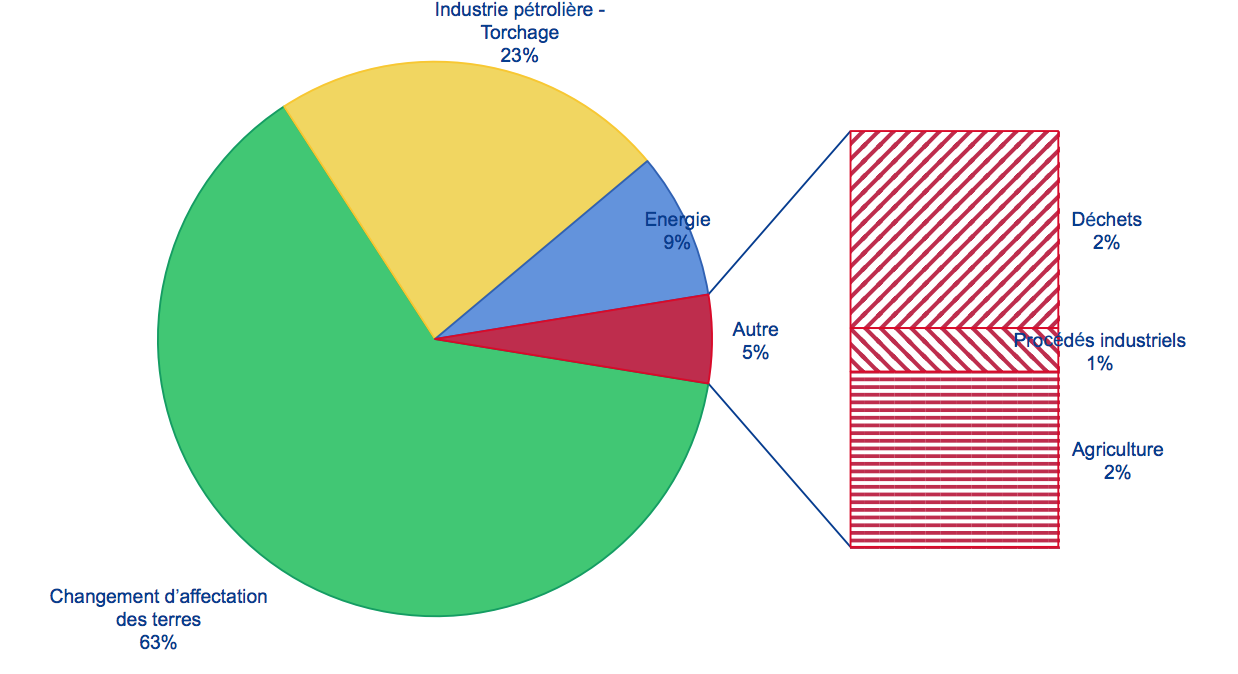 Industrie pétrolière -
Torchage
23%
Energie
9%
Autre
5%
Déchets
2%
Procédés industriels
1%
Agriculture
2%
Changement d’affectation
des terres
63%